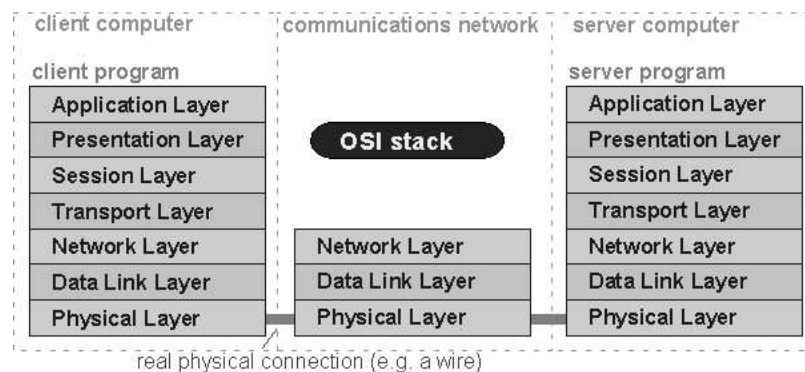 client computer
communications network
server computer
client program
server program
Application Layer
Presentation Layer
Session Layer
Transport Layer
Network Layer
Data Link Layer
Physical Layer
OSI stack
Network Layer
Data Link Layer
Physical Layer
Application Layer
Presentation Layer
Session Layer
Transport Layer
Network Layer
Data Link Layer
Physical Layer
real physical connection (e.g. a wire)